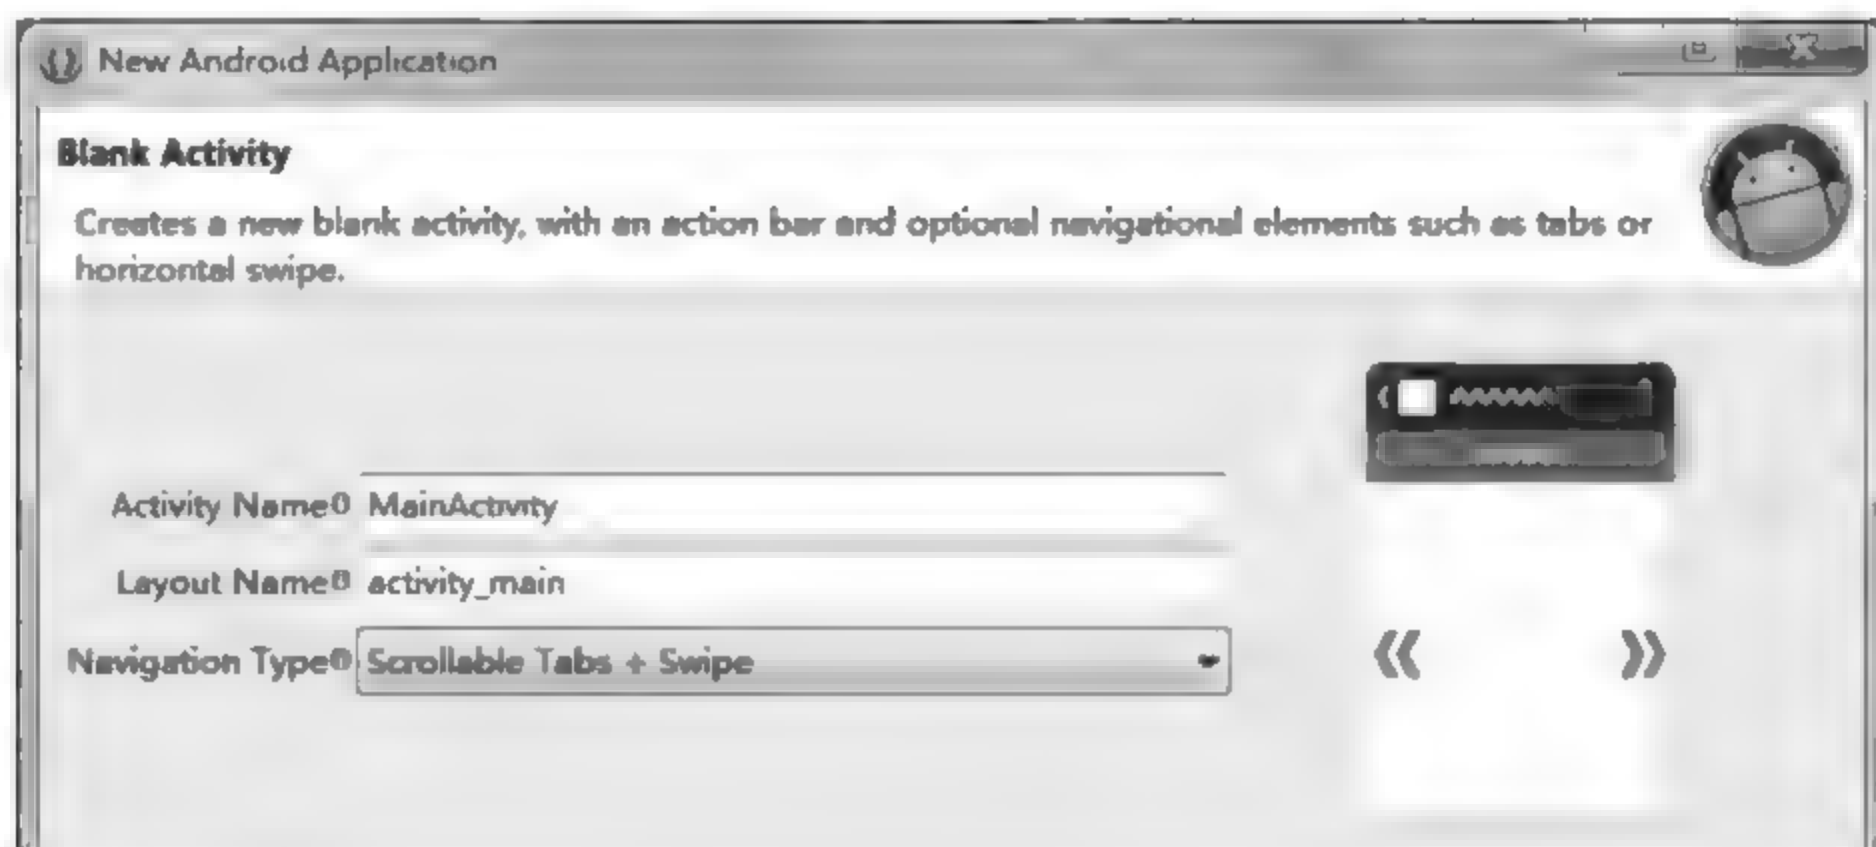 New Android Application
Blank Activity
Creates a new blank activity, with an action bar and optional navigational elements such as tabs or
horizontal swipe.
Activity Name MainActivity
Layout Name activity_main
Navigation Type Scrollable Tabs + Swipe